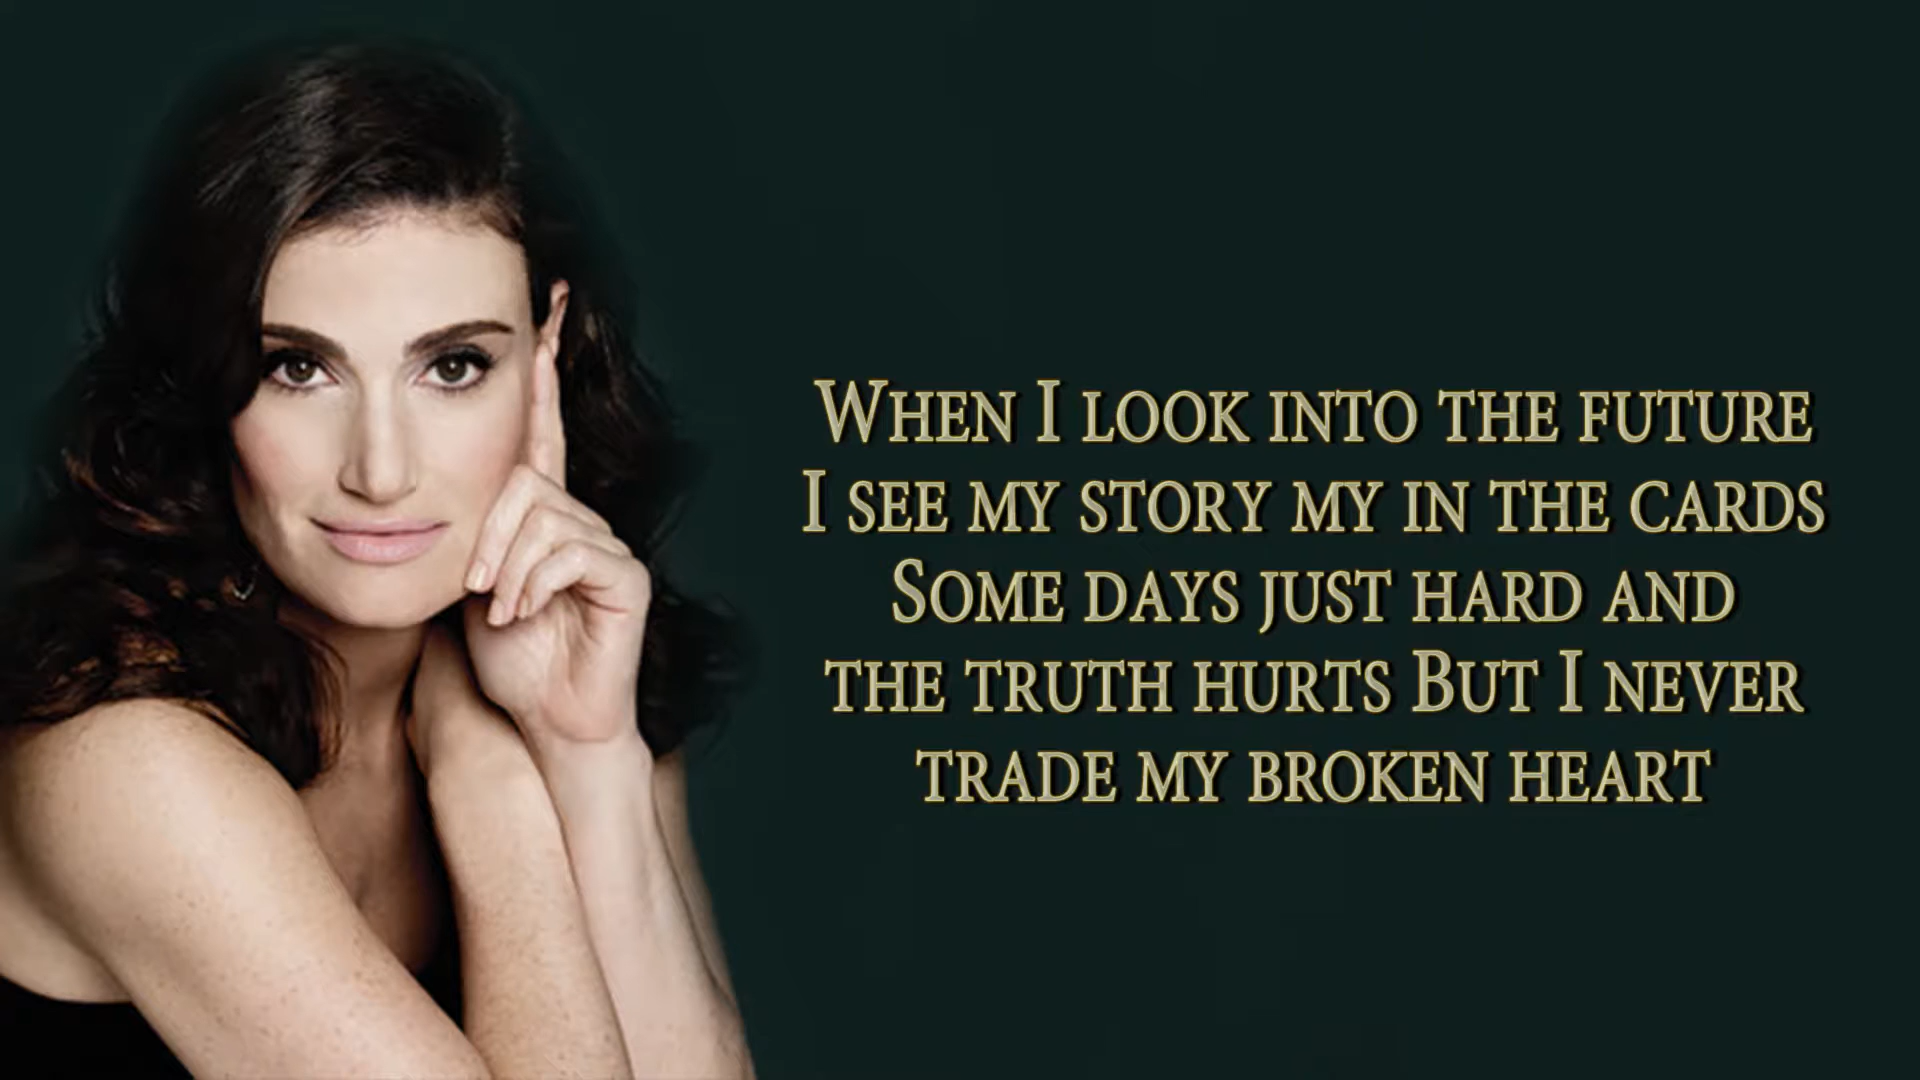 When I look into the future
I see my story my in the cards
Some days just hard and
the truth hurts But I never
trade my broken heart